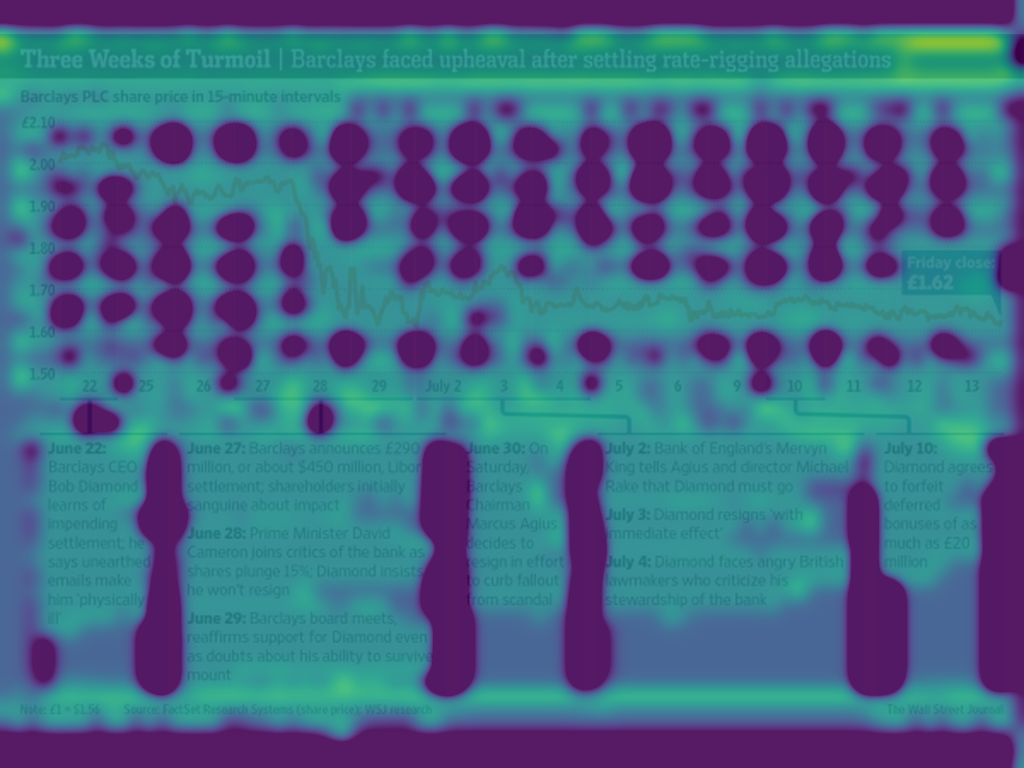 Three Weeks of Turmoil | Barclays faced upheaval after settling rate-rigging allegations
Barclays PLC share price in 15-minute intervals
£2.10
2.00
1.90
1.80
1.70
1.60
1.50
Friday close:
£1.62
22 25 26 27 28 29 July 2 3 4 5 6 9 10 11 12 13
June 22:
Barclays CEO
Bob Diamond
learns of
impending
settlement; he
says unearthed
emails make
him 'physically
ill'
June 27: Barclays announces £290
million, or about $450 million, Libor
settlement; shareholders initially
sanguine about impact
June 28: Prime Minister David
Cameron joins critics of the bank as
shares plunge 15%; Diamond insists
he won't resign
June 29: Barclays board meets,
reaffirms support for Diamond even
as doubts about his ability to survive
mount
June 30: On
Saturday,
Barclays
Chairman
Marcus Agius
decides to
resign in effort
to curb fallout
from scandal
July 2: Bank of England's Mervyn
King tells Agius and director Michael
Rake that Diamond must go
July 3: Diamond resigns 'with
immediate effect'
July 4: Diamond faces angry British
lawmakers who criticize his
stewardship of the bank
July 10:
Diamond agrees
to forfeit
deferred
bonuses of as
much as £20
million
Note: £1 = $1.56 Source: FactSet Research Systems (share price); WSJ research
The Wall Street Journal